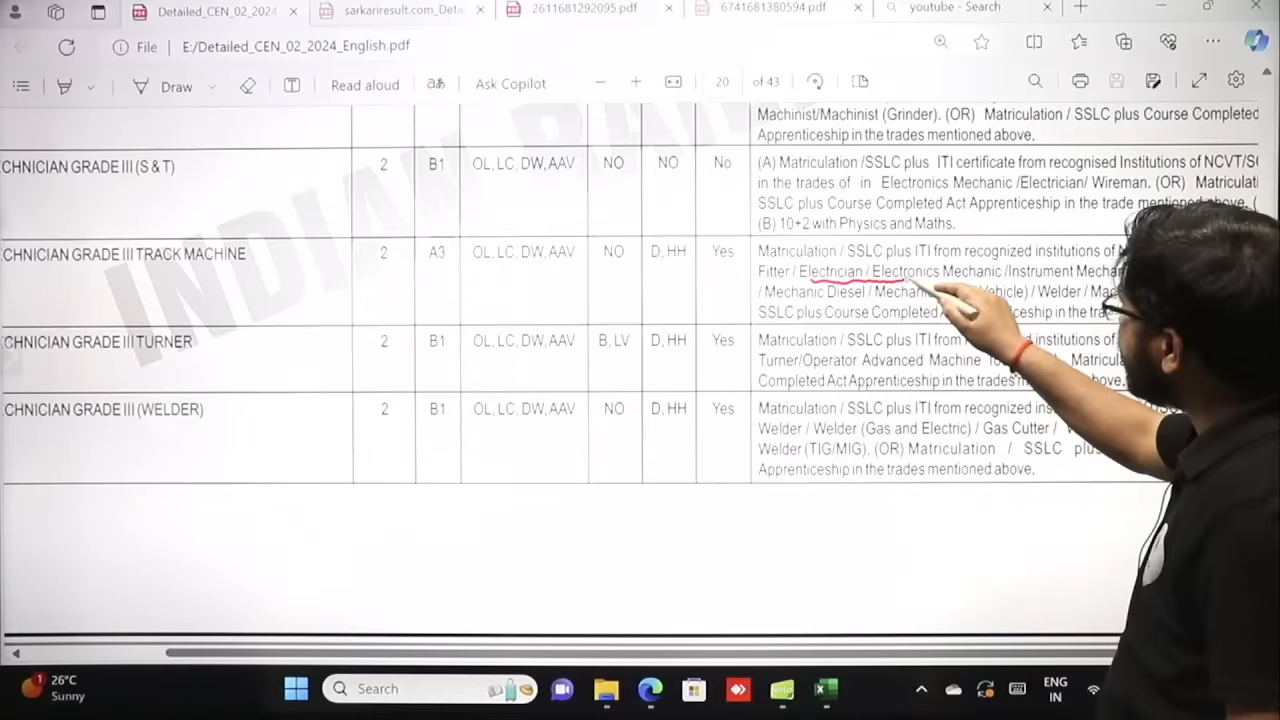 Detailed_CEN_02_2024
sarkariresult.com_Deta
2611681292095.pdf
6741681380594.pdf
youtube - Search
File
E:/Detailed_CEN_02_2024_English.pdf
Draw
Read aloud
aあ
Ask Copilot
20 of 43
INDIAN RA
Machinist/Machinist (Grinder). (OR) Matriculation / SSLC plus Course Completed
Apprenticeship in the trades mentioned above.
CHNICIAN GRADE III (S & T) 2 B1 OL, LC, DW, AAV NO NO No
(A) Matriculation /SSLC plus ITI certificate from recognised Institutions of NCVT/S
in the trades of in Electronics Mechanic /Electrician/ Wireman. (OR) Matriculati
SSLC plus Course Completed Act Apprenticeship in the trade mentioned above. (
(B) 10+2 with Physics and Maths.
CHNICIAN GRADE III TRACK MACHINE 2 A3 OL, LC, DW, AAV NO D, HH Yes
Matriculation / SSLC plus ITI from recognized institutions of
Fitter / Electrician / Electronics Mechanic /Instrument Mechan
/ Mechanic Diesel / Mechan ehicle) / Welder / Mac
SSLC plus Course Completed A ceship in the tra
CHNICIAN GRADE III TURNER 2 B1 OL, LC, DW, AAV B, LV D, HH Yes
Matriculation / SSLC plus ITI from institutions of
Turner/Operator Advanced Machine Matricula
Completed Act Apprenticeship in the trades m bove.
CHNICIAN GRADE III (WELDER) 2 B1 OL, LC, DW, AAV NO D, HH Yes
Matriculation / SSLC plus ITI from recognized ins
Welder / Welder (Gas and Electric) / Gas Cutter /
Welder (TIG/MIG). (OR) Matriculation / SSLC plus
Apprenticeship in the trades mentioned above.
1
26°C
Sunny
Search
ENG
IN